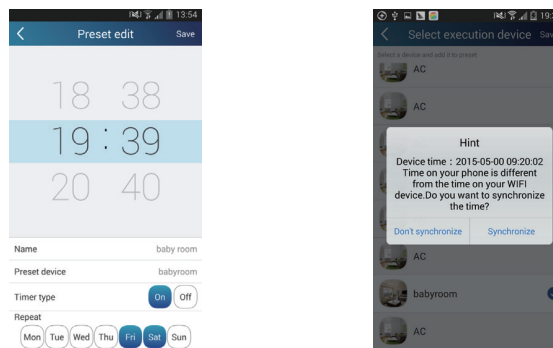 13:54
Preset edit Save
18 38
19 : 39
20 40
Name baby room
Preset device babyroom
Timer type On Off
Repeat
Mon Tue Wed Thu Fri Sat Sun
Select execution device
Select a device and add it to preset
AC
AC
Hint
Device time : 2015-05-00 09:20:02
Time on your phone is different
from the time on your WIFI
device.Do you want to synchronize
the time?
Don't synchronize Synchronize
AC
babyroom
AC